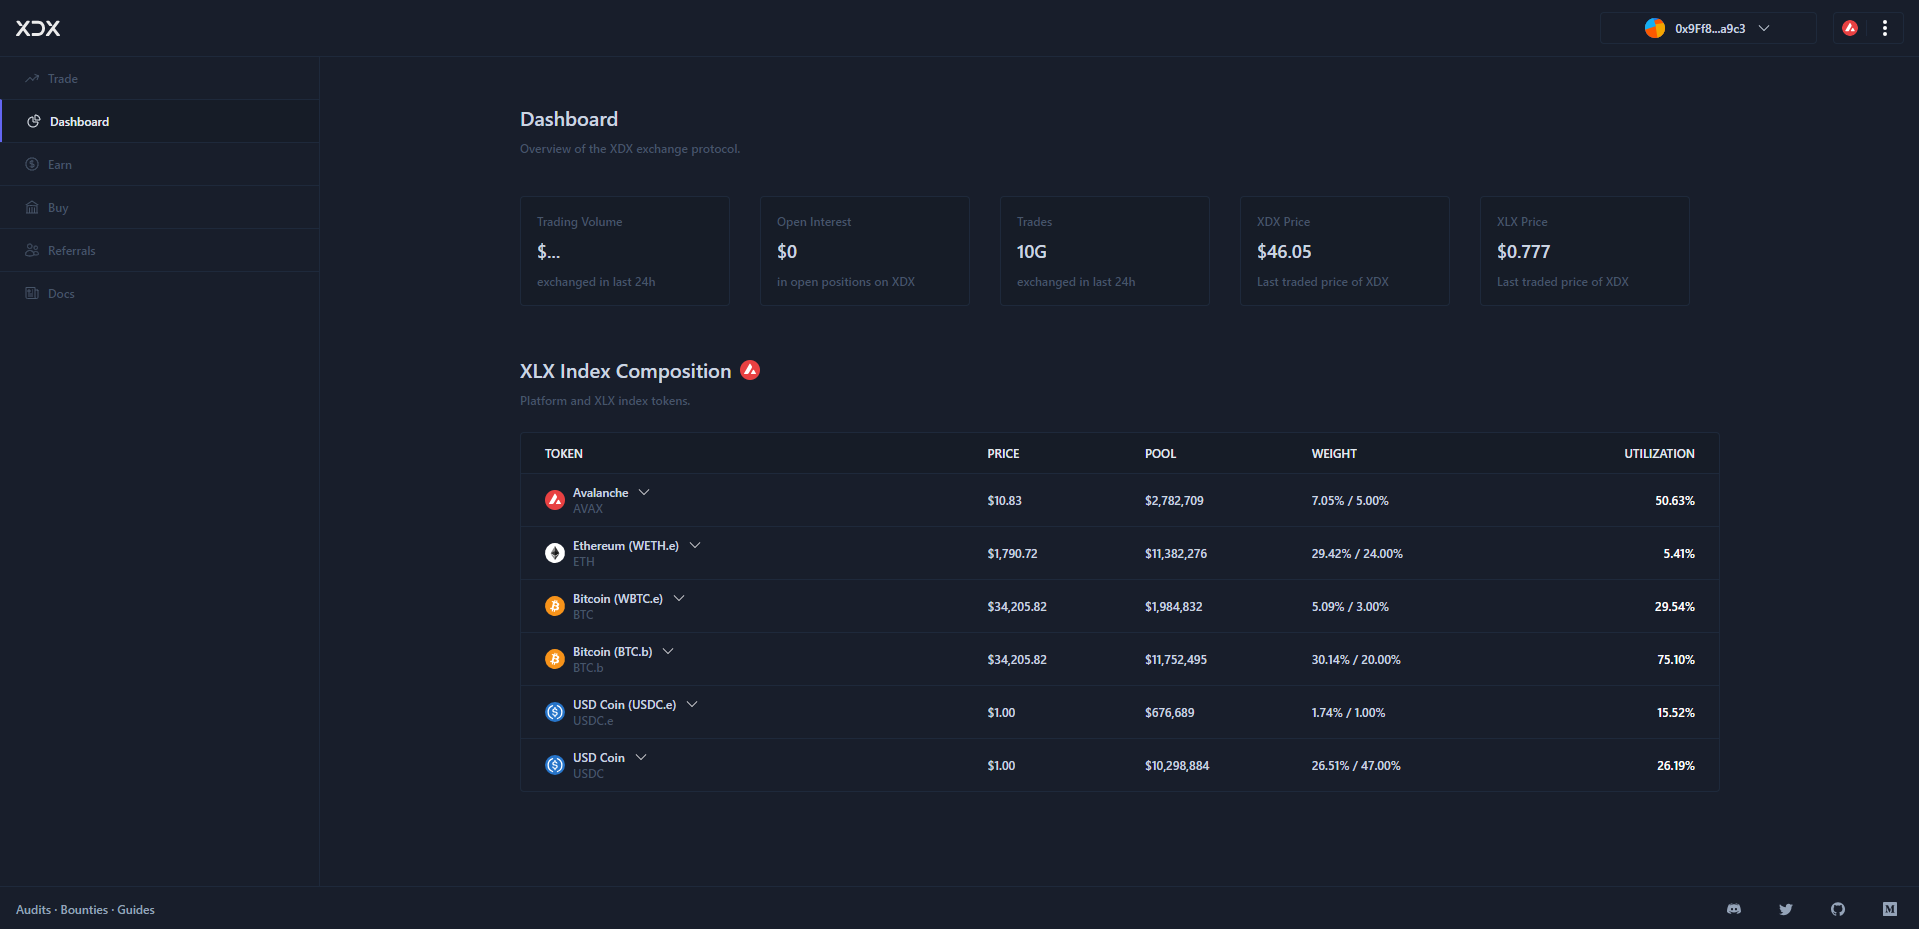 XDX
0x9Ff8...a9c3
Trade
Dashboard
Earn
Buy
Referrals
Docs
Dashboard
Overview of the XDX exchange protocol.
Trading Volume
$...
exchanged in last 24h
Open Interest
$0
in open positions on XDX
Trades
10G
exchanged in last 24h
XDX Price
$46.05
Last traded price of XDX
XLX Price
$0.777
Last traded price of XDX
XLX Index Composition
Platform and XLX index tokens.
TOKEN PRICE POOL WEIGHT UTILIZATION
Avalanche
AVAX
$10.83 $2,782,709 7.05% / 5.00% 50.63%
Ethereum (WETH.e)
ETH
$1,790.72 $11,382,276 29.42% / 24.00% 5.41%
Bitcoin (WBTC.e)
BTC
$34,205.82 $1,984,832 5.09% / 3.00% 29.54%
Bitcoin (BTC.b)
BTC.b
$34,205.82 $11,752,495 30.14% / 20.00% 75.10%
USD Coin (USDC.e)
USDC.e
$1.00 $676,689 1.74% / 1.00% 15.52%
USD Coin
USDC
$1.00 $10,298,884 26.51% / 47.00% 26.19%
Audits · Bounties · Guides
M